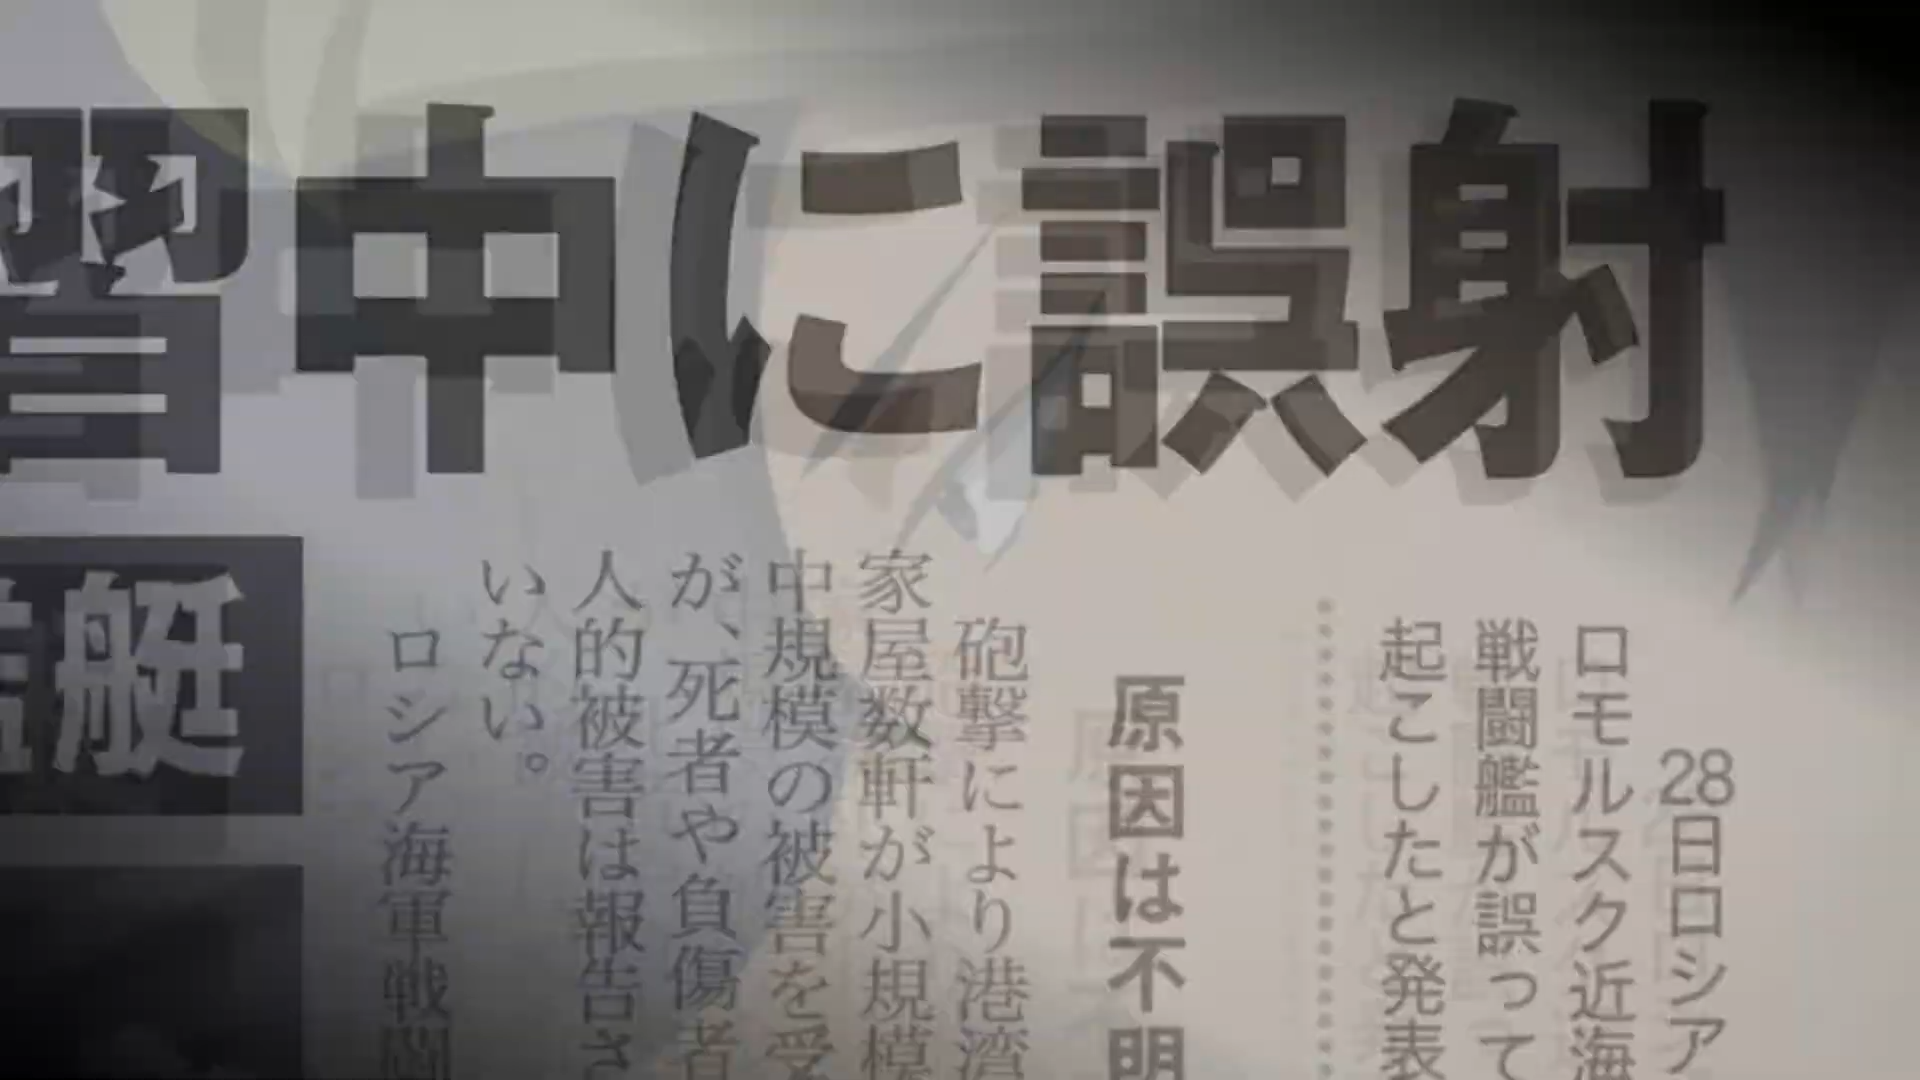 習中に誤射
28日ロシア
ロモルスク近海
戦闘艦が誤って
起こしたと発表
原因は不明
砲撃により港湾
家屋数軒が小規模
中規模の被害を受
が、死者や負傷者
人的被害は報告さ
いない。
ロシア海軍戦闘
艦艇